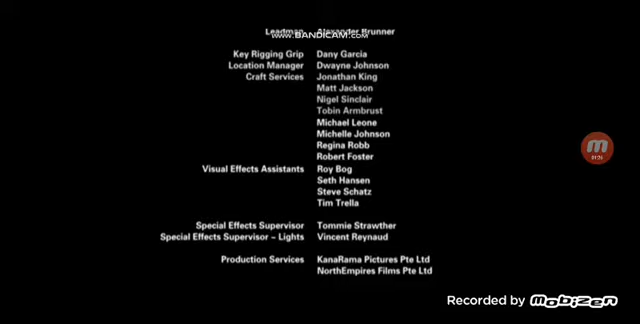 Leadman Alexander Brunner
www.BANDICAM.com
Key Rigging Grip Dany Garcia
Location Manager Dwayne Johnson
Craft Services Jonathan King
Matt Jackson
Nigel Sinclair
Tobin Armbrust
Michael Leone
Michelle Johnson
Regina Robb
Robert Foster
Visual Effects Assistants Roy Bog
Seth Hansen
Steve Schatz
Tim Trella
Special Effects Supervisor Tommie Strawther
Special Effects Supervisor – Lights Vincent Reynaud
Production Services KanaRama Pictures Pte Ltd
NorthEmpires Films Pte Ltd
M
Recorded by Mobizen